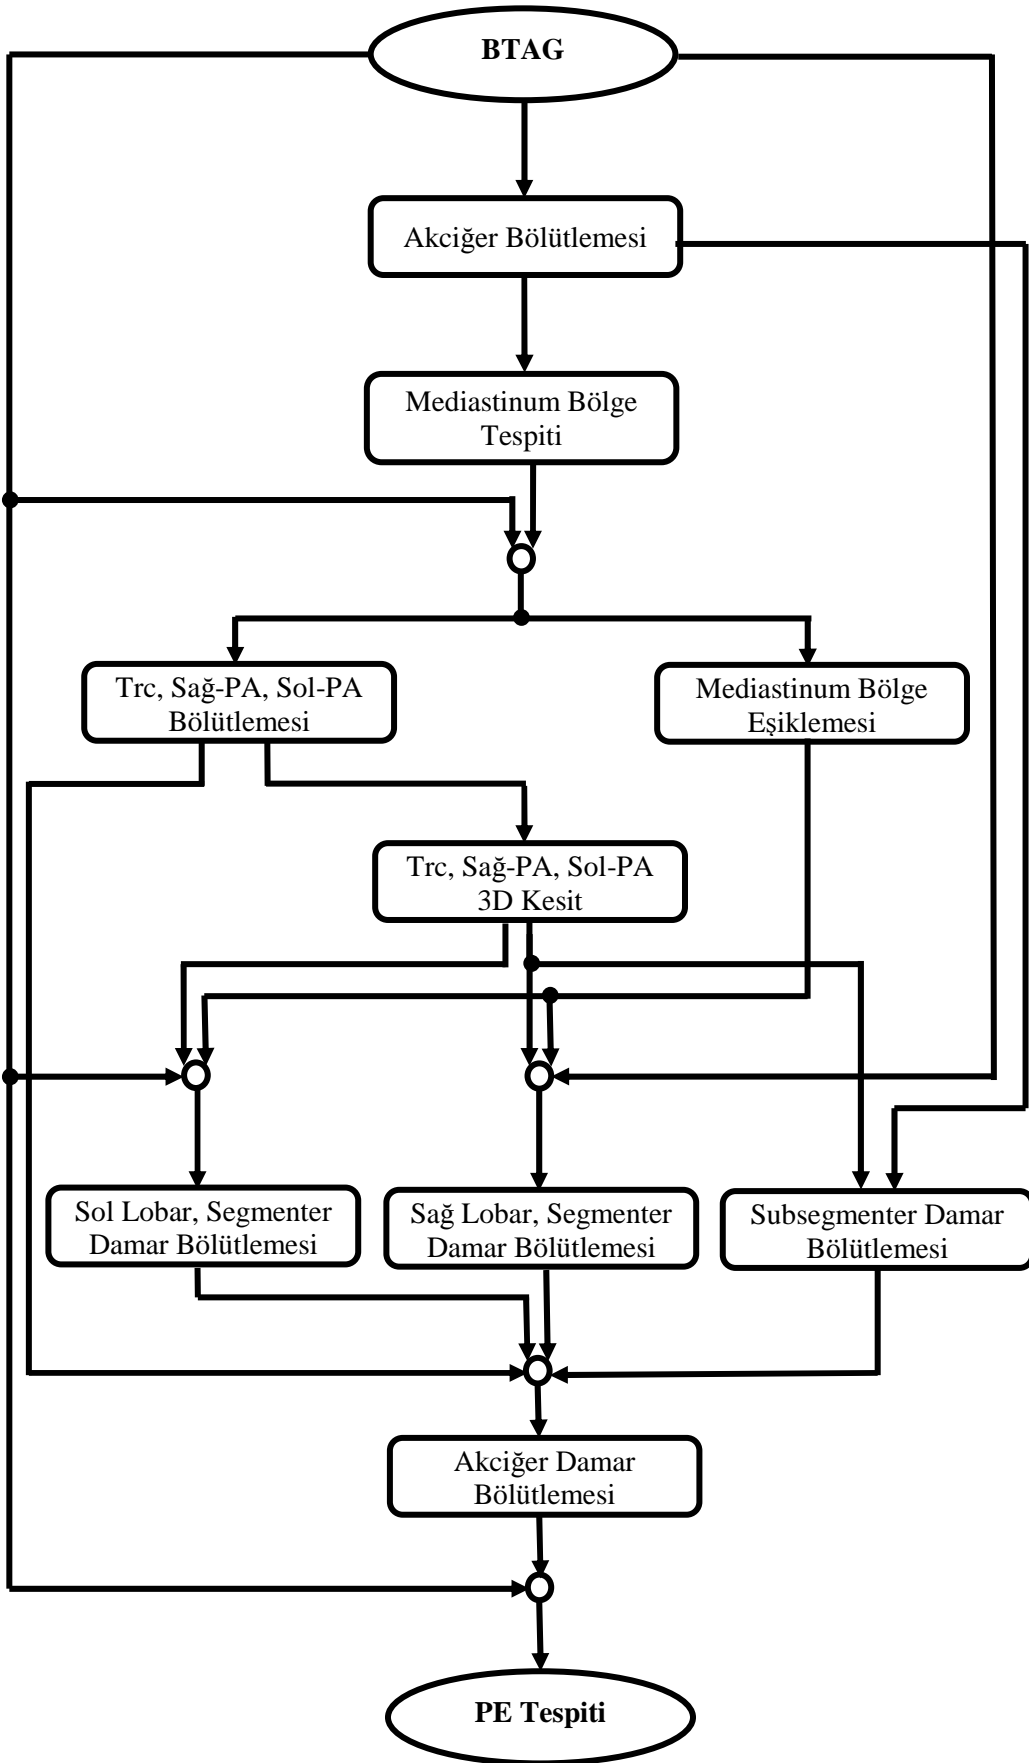 BTAG
Akciğer Bölütlemesi
Mediastinum Bölge
Tespiti
Trc, Sağ-PA, Sol-PA
Bölütlemesi
Mediastinum Bölge
Eşiklemesi
Trc, Sağ-PA, Sol-PA
3D Kesit
Sol Lobar, Segmenter
Damar Bölütlemesi
Sağ Lobar, Segmenter
Damar Bölütlemesi
Subsegmenter Damar
Bölütlemesi
Akciğer Damar
Bölütlemesi
PE Tespiti